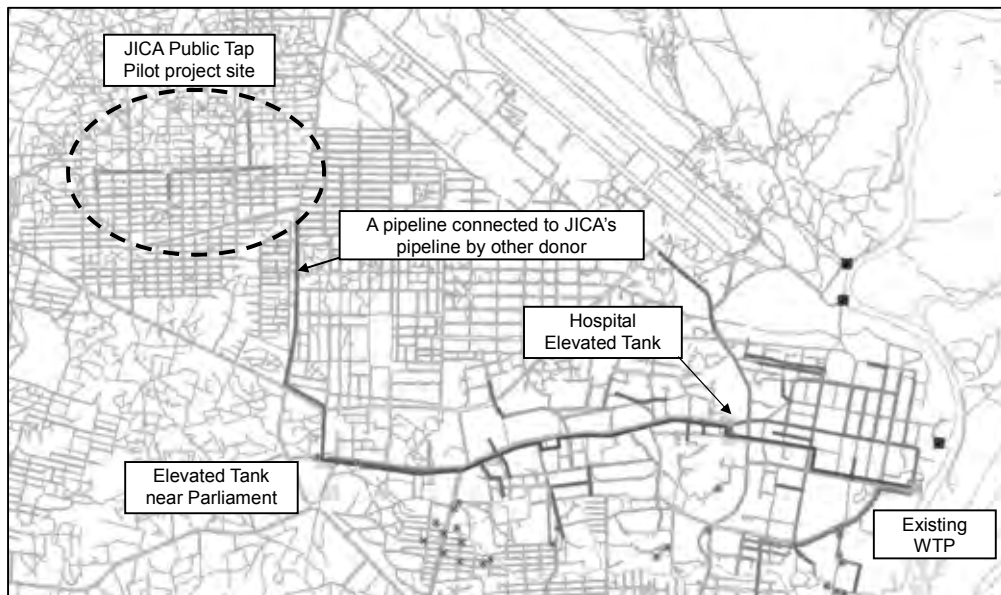 JICA Public Tap
Pilot project site
A pipeline connected to JICA's
pipeline by other donor
Hospital
Elevated Tank
Elevated Tank
near Parliament
Existing
WTP